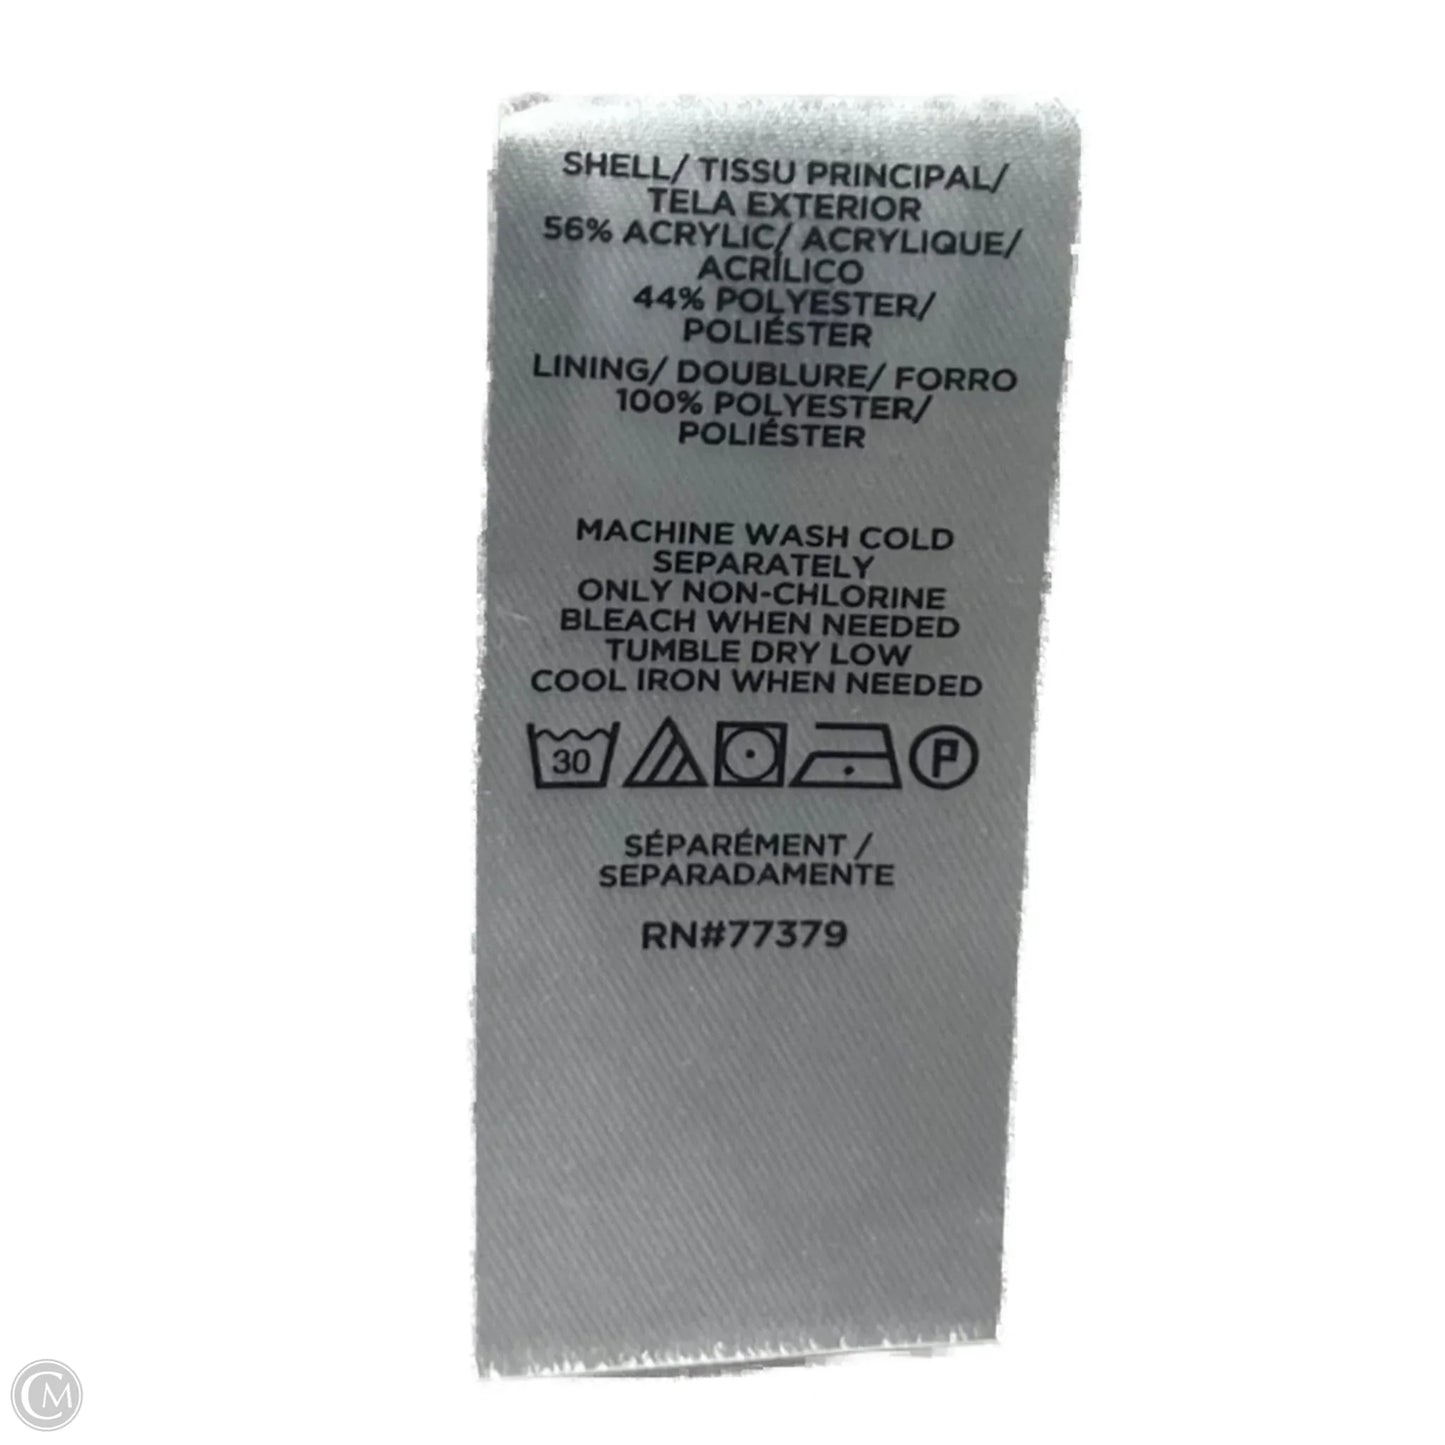 SHELL/ TISSU PRINCIPAL/
TELA EXTERIOR
56% ACRYLIC/ ACRYLIQUE/
ACRÍLICO
44% POLYESTER/
POLIÉSTER
LINING/ DOUBLURE/ FORRO
100% POLYESTER/
POLIÉSTER
MACHINE WASH COLD
SEPARATELY
ONLY NON-CHLORINE
BLEACH WHEN NEEDED
TUMBLE DRY LOW
COOL IRON WHEN NEEDED
30 P
SÉPARÉMENT /
SEPARADAMENTE
RN#77379
CM